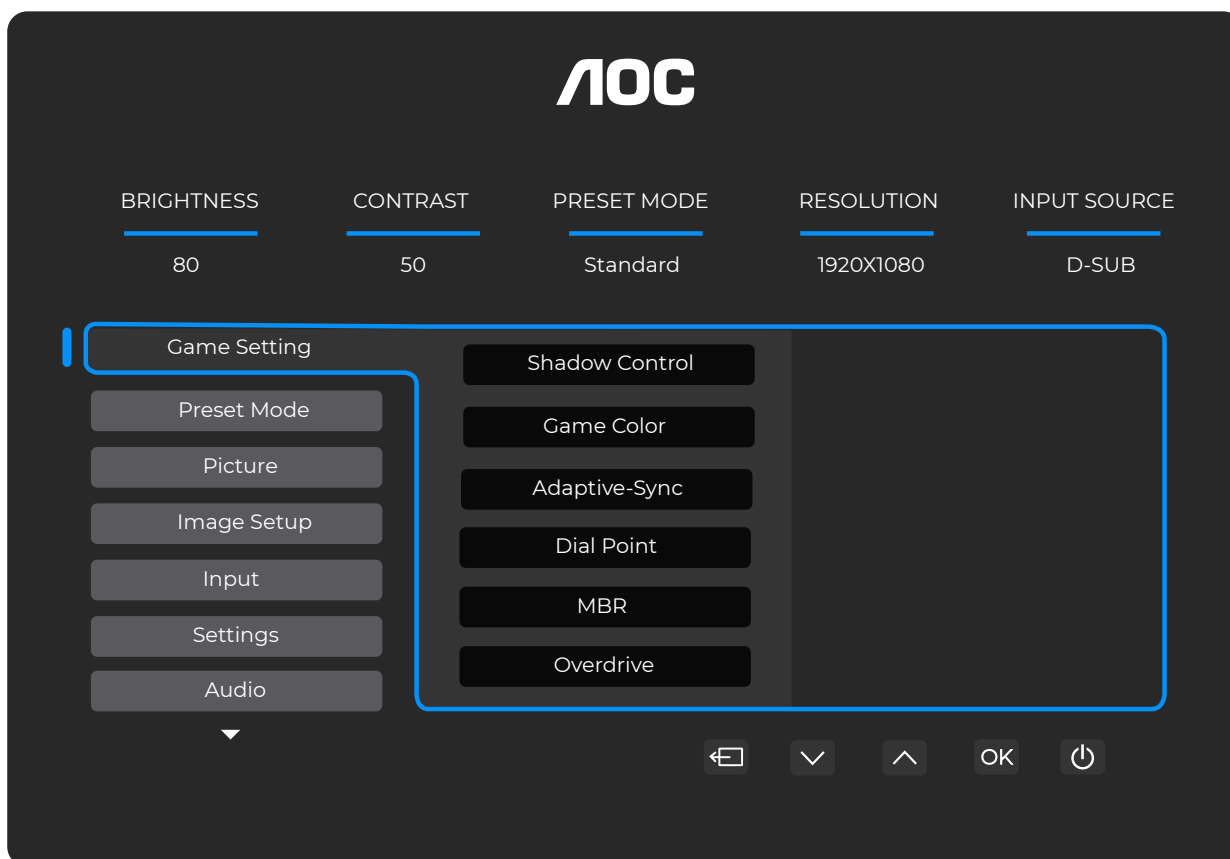 AOC
BRIGHTNESS CONTRAST PRESET MODE RESOLUTION INPUT SOURCE
80 50 Standard 1920X1080 D-SUB
Game Setting
Preset Mode
Picture
Image Setup
Input
Settings
Audio
Shadow Control
Game Color
Adaptive-Sync
Dial Point
MBR
Overdrive
OK